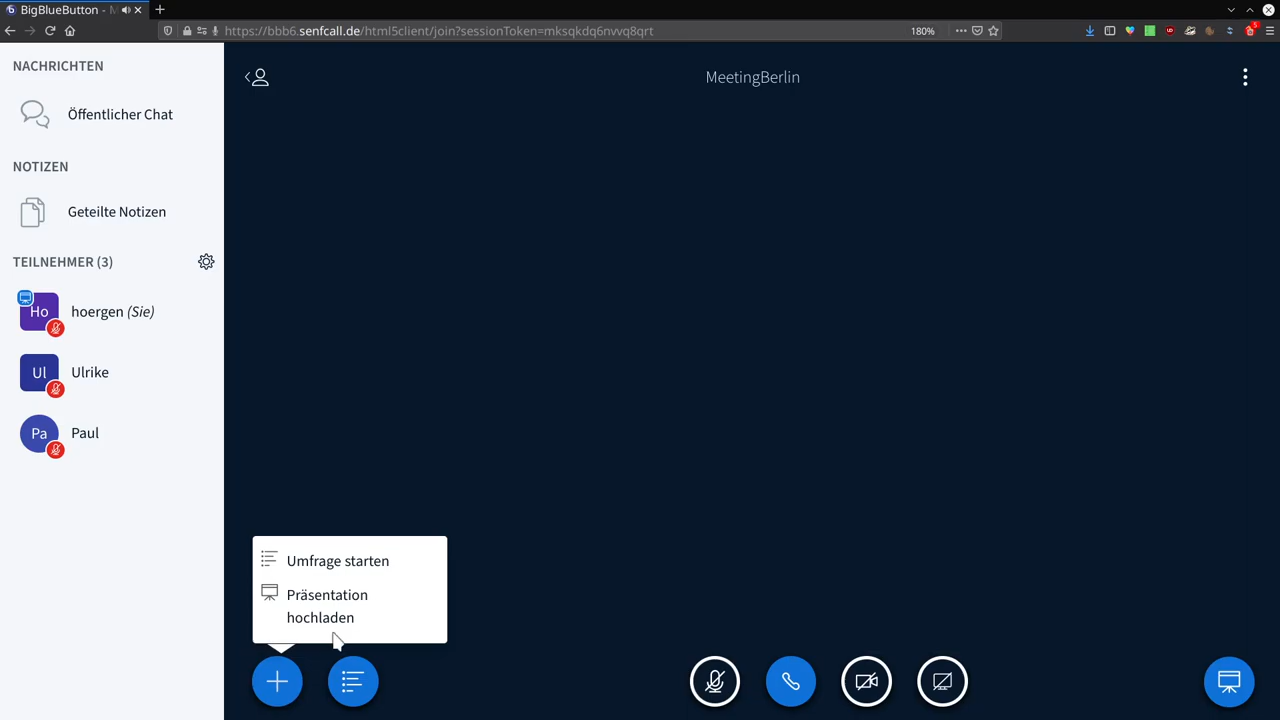 BigBlueButton - M
https://bbb6.senfcall.de/html5client/join?sessionToken=mksqkdq6nvvq8qrt
180%
5
NACHRICHTEN
Öffentlicher Chat
NOTIZEN
Geteilte Notizen
TEILNEHMER (3)
Ho
hoergen (Sie)
Ul
Ulrike
Pa
Paul
MeetingBerlin
Umfrage starten
Präsentation
hochladen